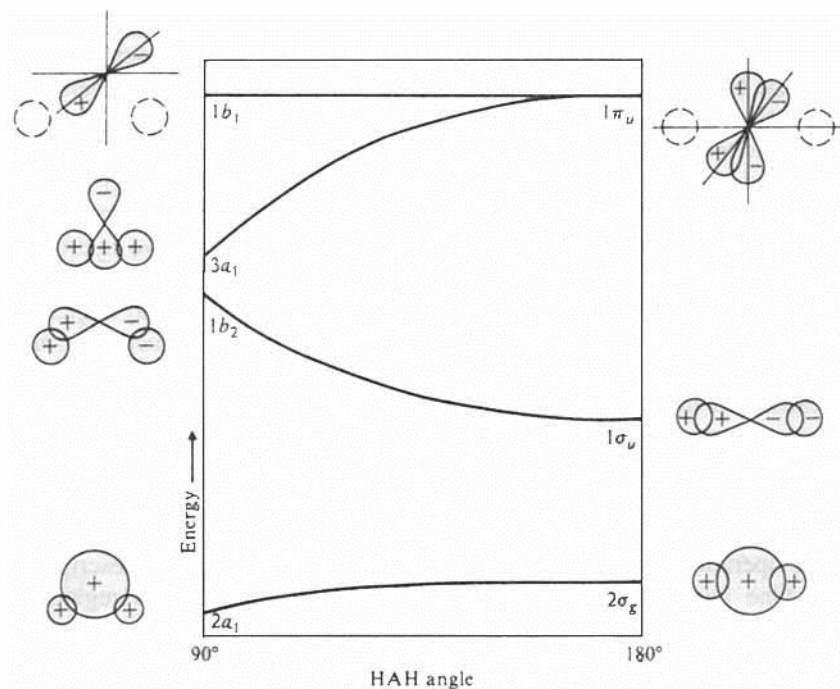 1b₁
1πᵤ
3a₁
1b₂
1σᵤ
Energy →
2a₁
2σg
90°
180°
HAH angle
+
−
+
−
+
−
−
+
+
+
+
+
−
−
+
+
−
−
+
+
+
+
+
+